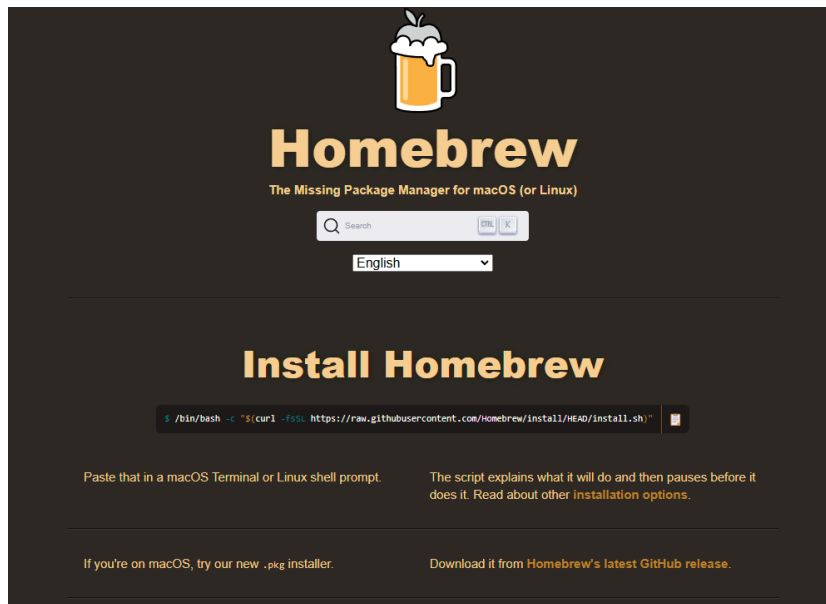 Homebrew
The Missing Package Manager for macOS (or Linux)
Search
CTRL K
English
Install Homebrew
$ /bin/bash -c "$(curl -fsSL https://raw.githubusercontent.com/Homebrew/install/HEAD/install.sh)"
Paste that in a macOS Terminal or Linux shell prompt.
The script explains what it will do and then pauses before it
does it. Read about other installation options.
If you're on macOS, try our new .pkg installer.
Download it from Homebrew's latest GitHub release.